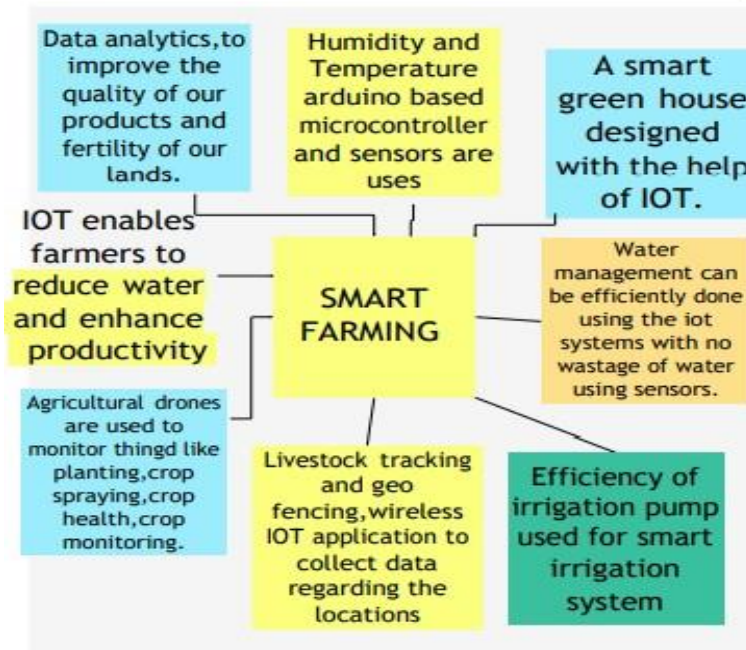 Data analytics,to
improve the
quality of our
products and
fertility of our
lands.
Humidity and
Temperature
arduino based
microcontroller
and sensors are
uses
A smart
green house
designed
with the help
of IOT.
IOT enables
farmers to
reduce water
and enhance
productivity
SMART
FARMING
Water
management can
be efficiently done
using the iot
systems with no
wastage of water
using sensors.
Agricultural drones
are used to
monitor thingd like
planting,crop
spraying,crop
health,crop
monitoring.
Livestock tracking
and geo
fencing,wireless
IOT application to
collect data
regarding the
locations
Efficiency of
irrigation pump
used for smart
irrigation
system